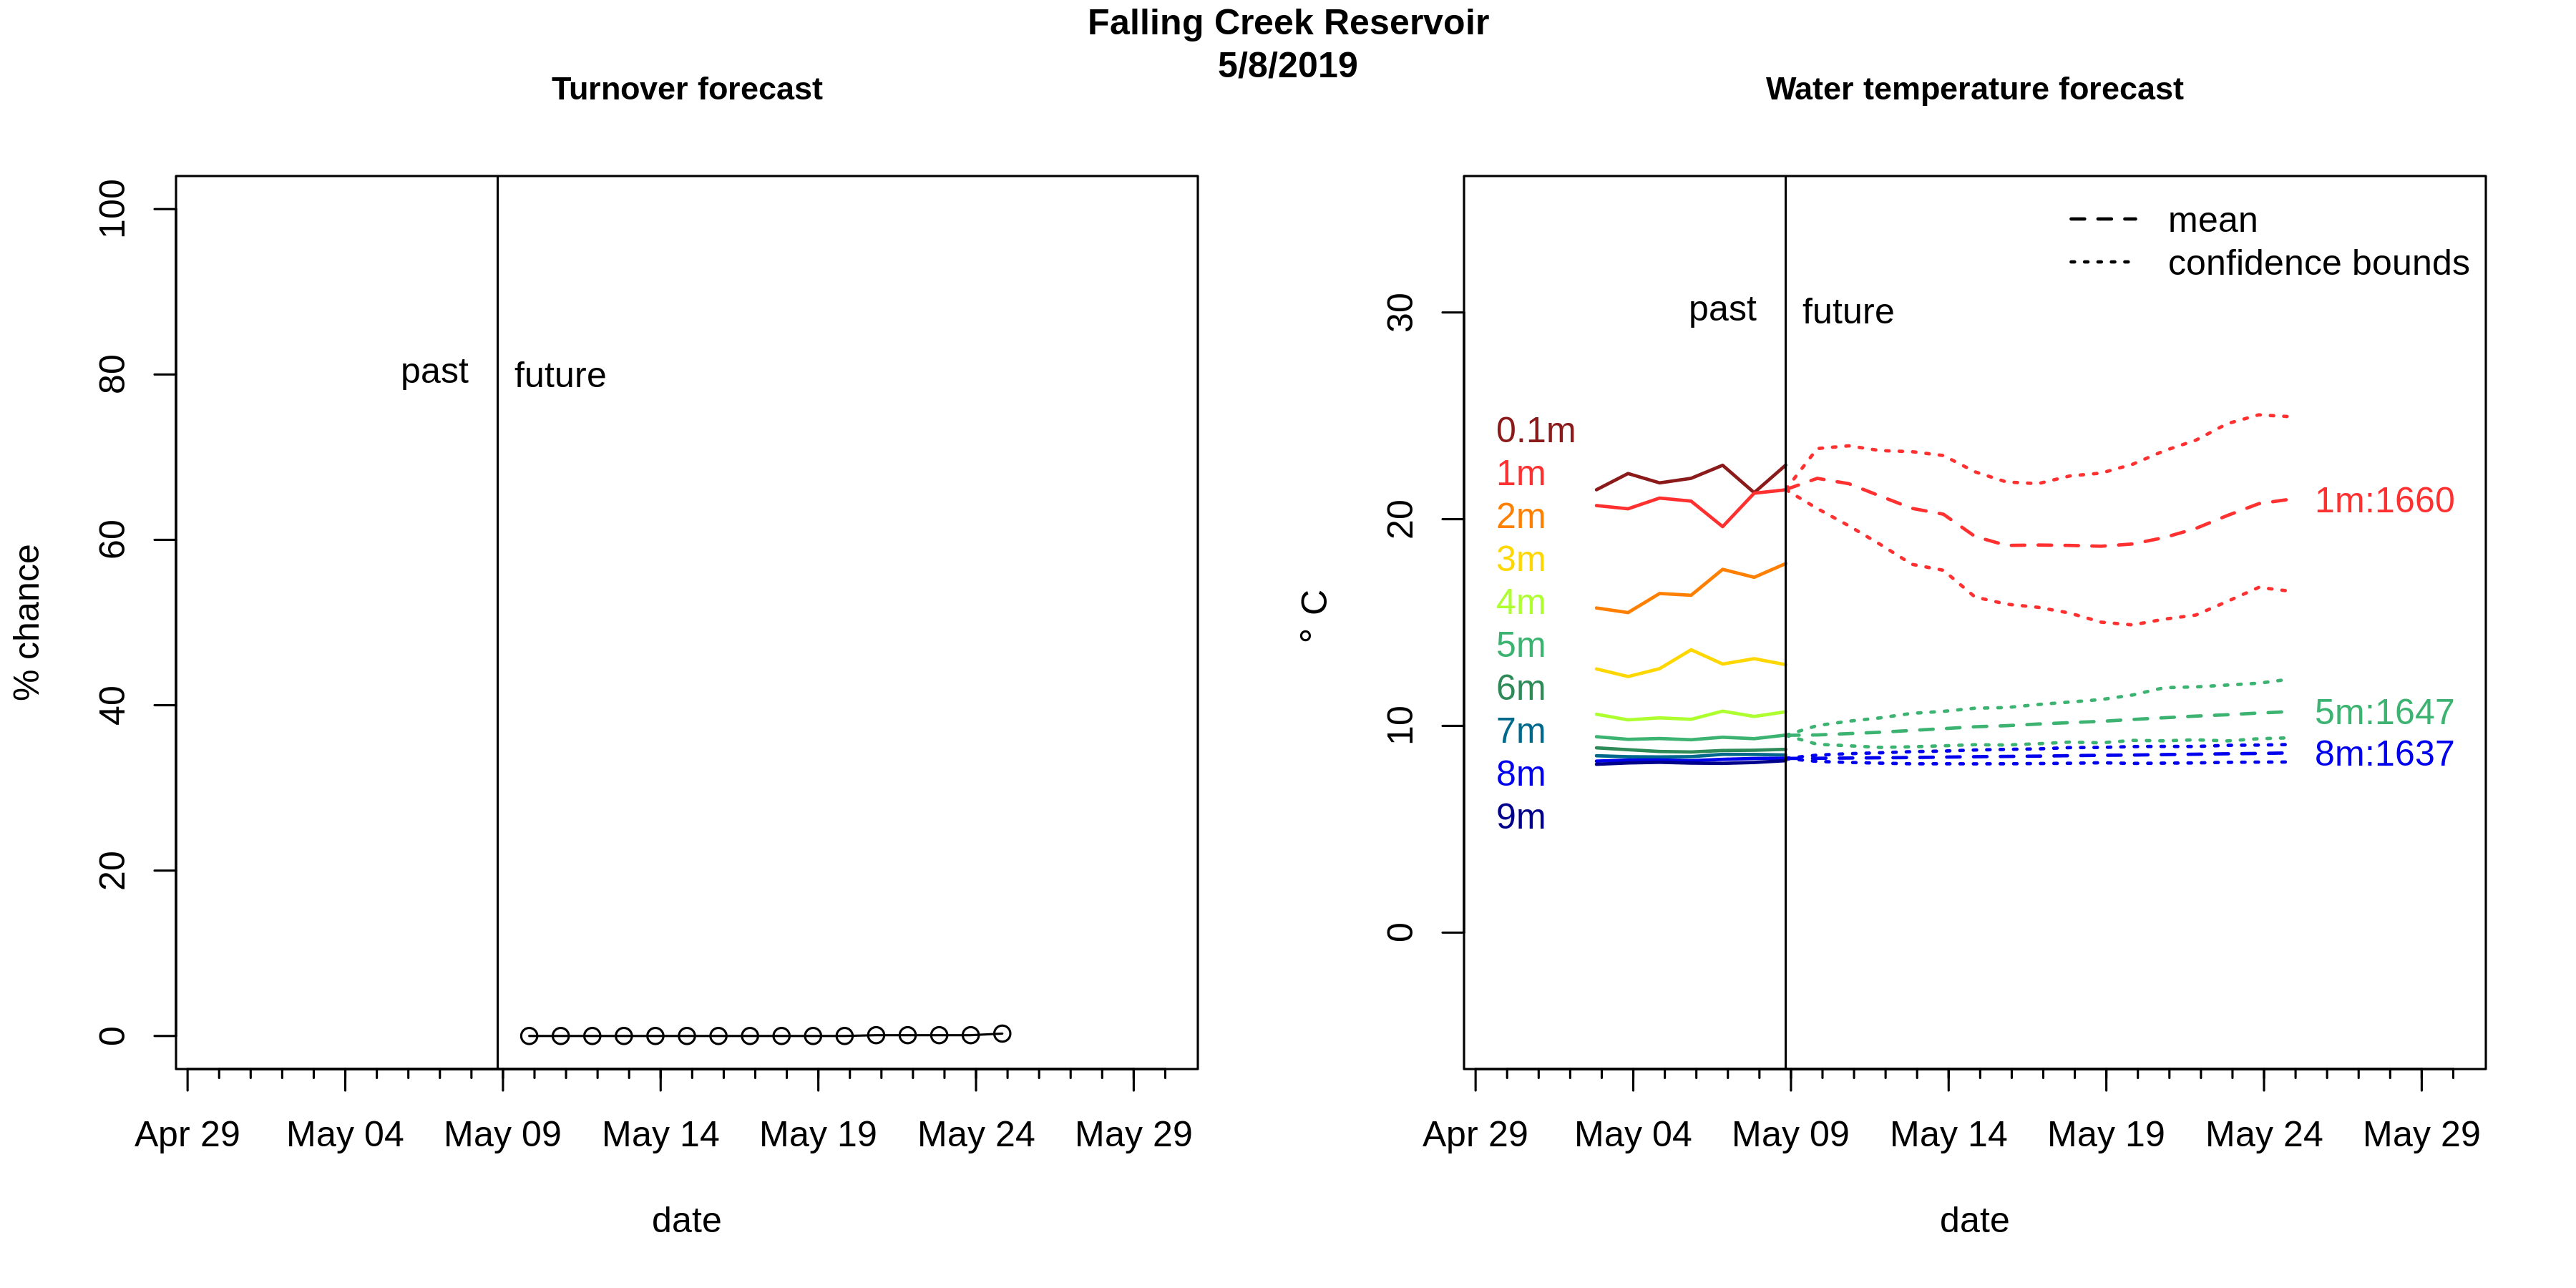 Falling Creek Reservoir
5/8/2019
Turnover forecast
% chance
100
80
60
40
20
0
past
future
Apr 29
May 04
May 09
May 14
May 19
May 24
May 29
date
Water temperature forecast
° C
30
20
10
0
mean
confidence bounds
past
future
0.1m
1m
2m
3m
4m
5m
6m
7m
8m
9m
1m:1660
5m:1647
8m:1637
Apr 29
May 04
May 09
May 14
May 19
May 24
May 29
date